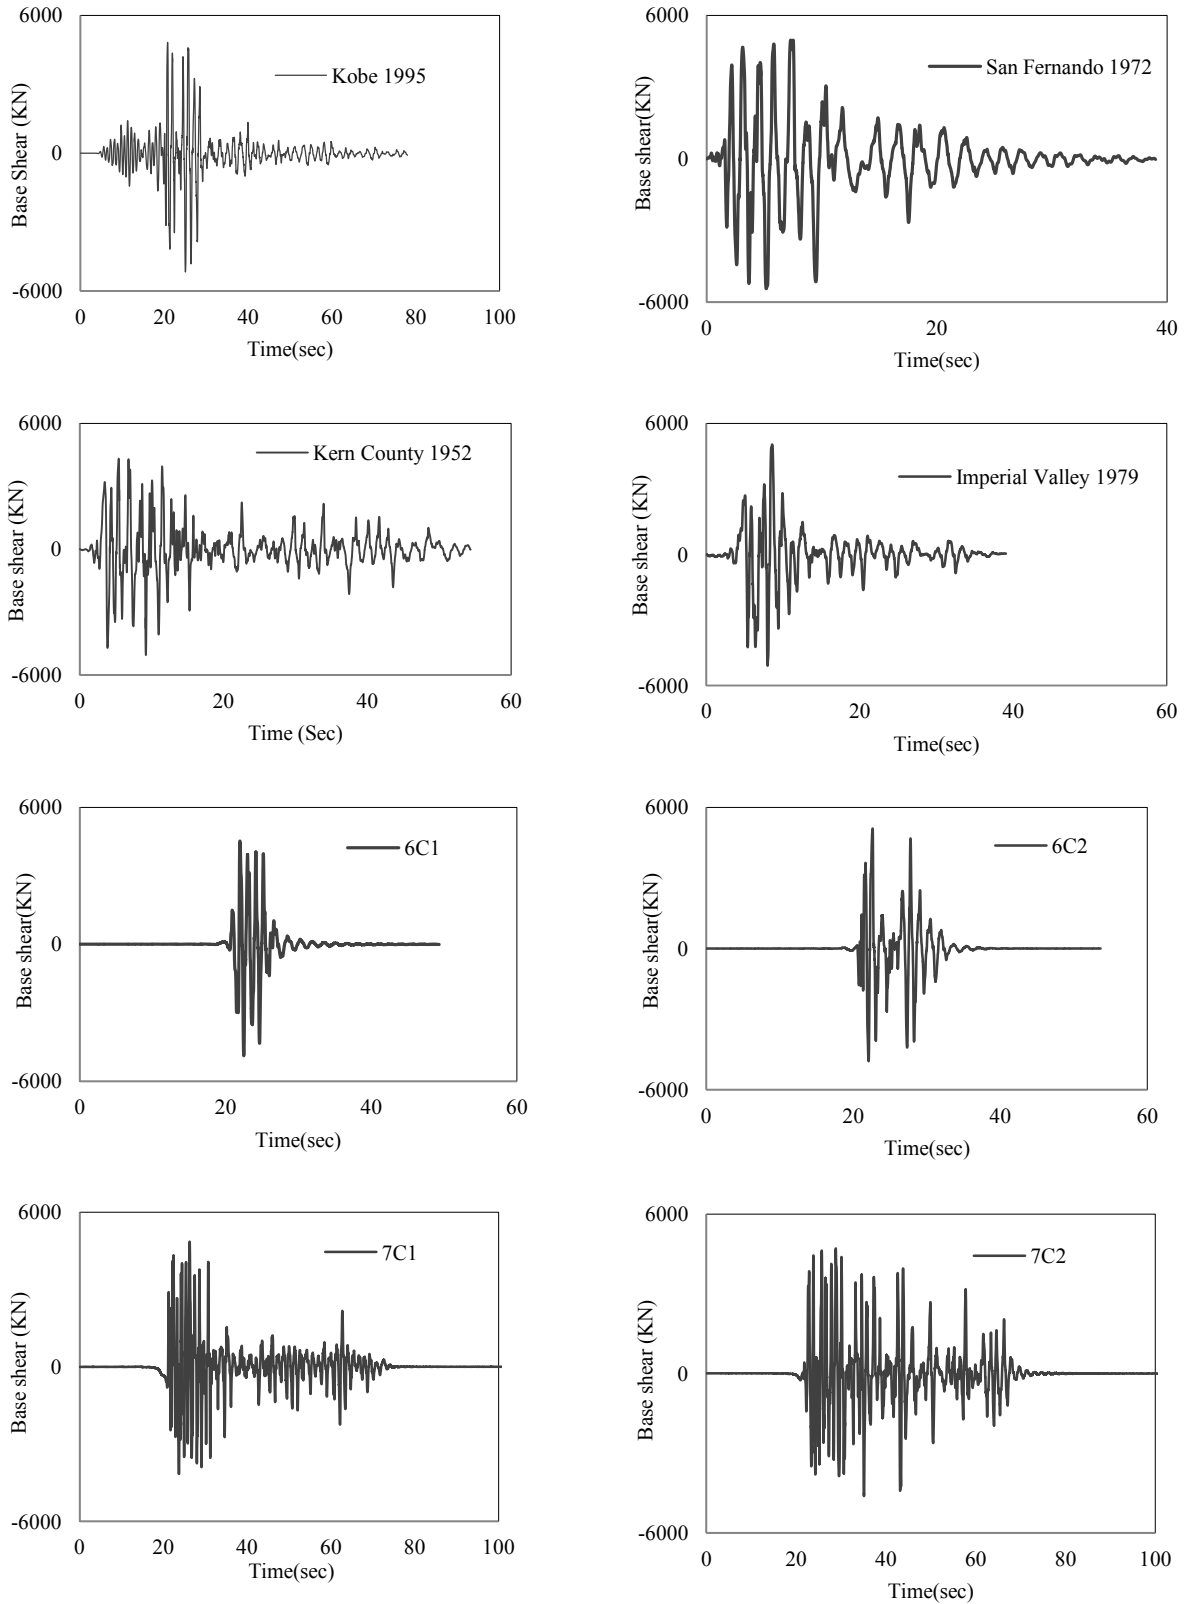 6000
0
-6000
Base Shear (KN)
Kobe 1995
0 20 40 60 80 100
Time(sec)
6000
0
-6000
Base shear(KN)
San Fernando 1972
0 20 40
Time(sec)
6000
0
-6000
Base shear (KN)
Kern County 1952
0 20 40 60
Time (Sec)
6000
0
-6000
Base shear (KN)
Imperial Valley 1979
0 20 40 60
Time(sec)
6000
0
-6000
Base shear(KN)
6C1
0 20 40 60
Time(sec)
6000
0
-6000
Base shear(KN)
6C2
0 20 40 60
Time(sec)
6000
0
-6000
Base shear (KN)
7C1
0 20 40 60 80 100
Time(sec)
6000
0
-6000
Base shear (KN)
7C2
0 20 40 60 80 100
Time(sec)